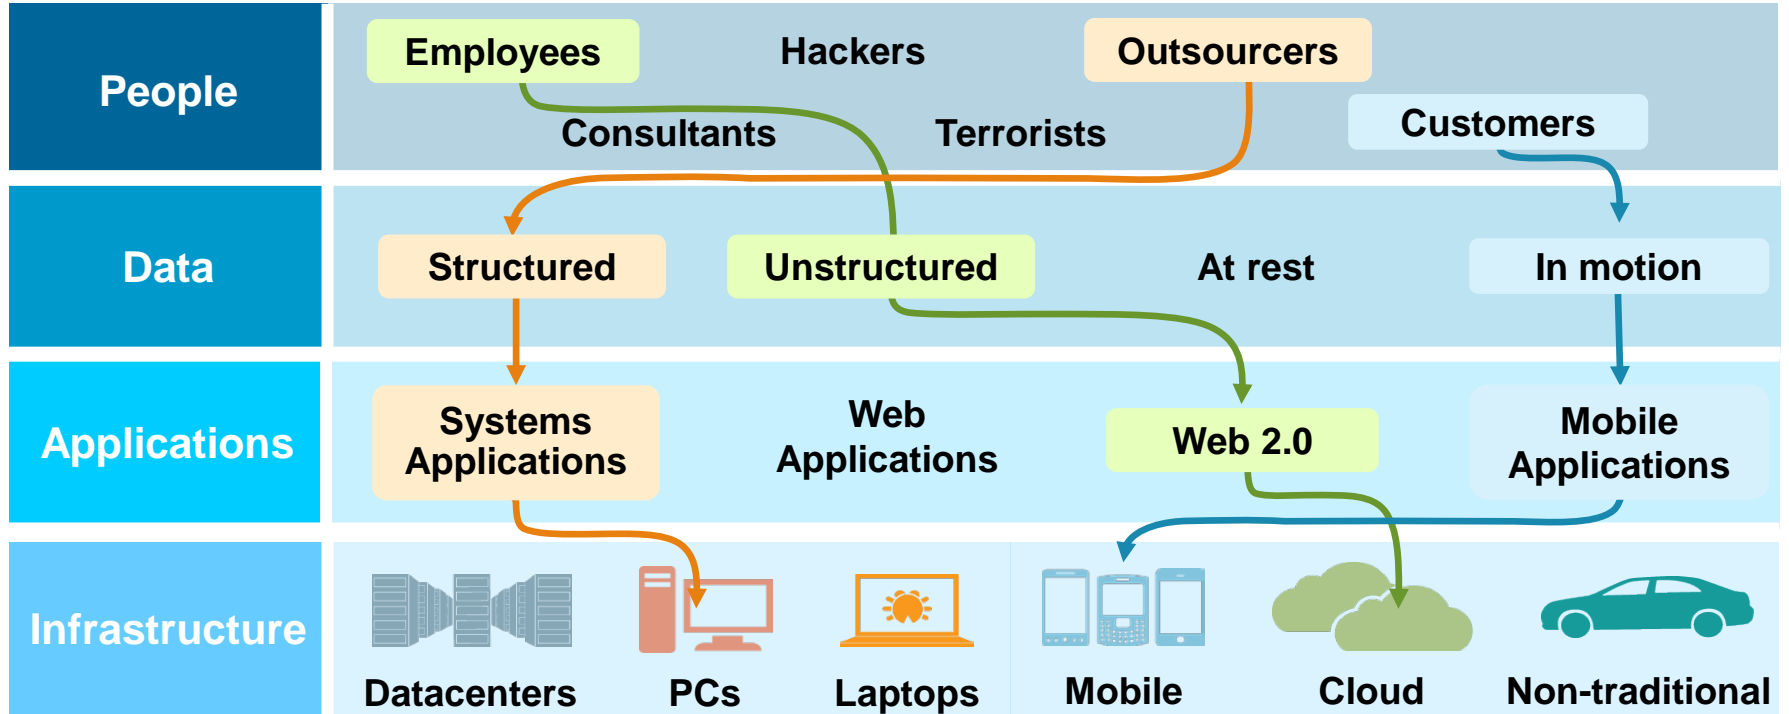 People
Employees
Hackers
Outsourcers
Consultants
Terrorists
Customers
Data
Structured
Unstructured
At rest
In motion
Applications
Systems
Applications
Web
Applications
Web 2.0
Mobile
Applications
Infrastructure
Datacenters
PCs
Laptops
Mobile
Cloud
Non-traditional